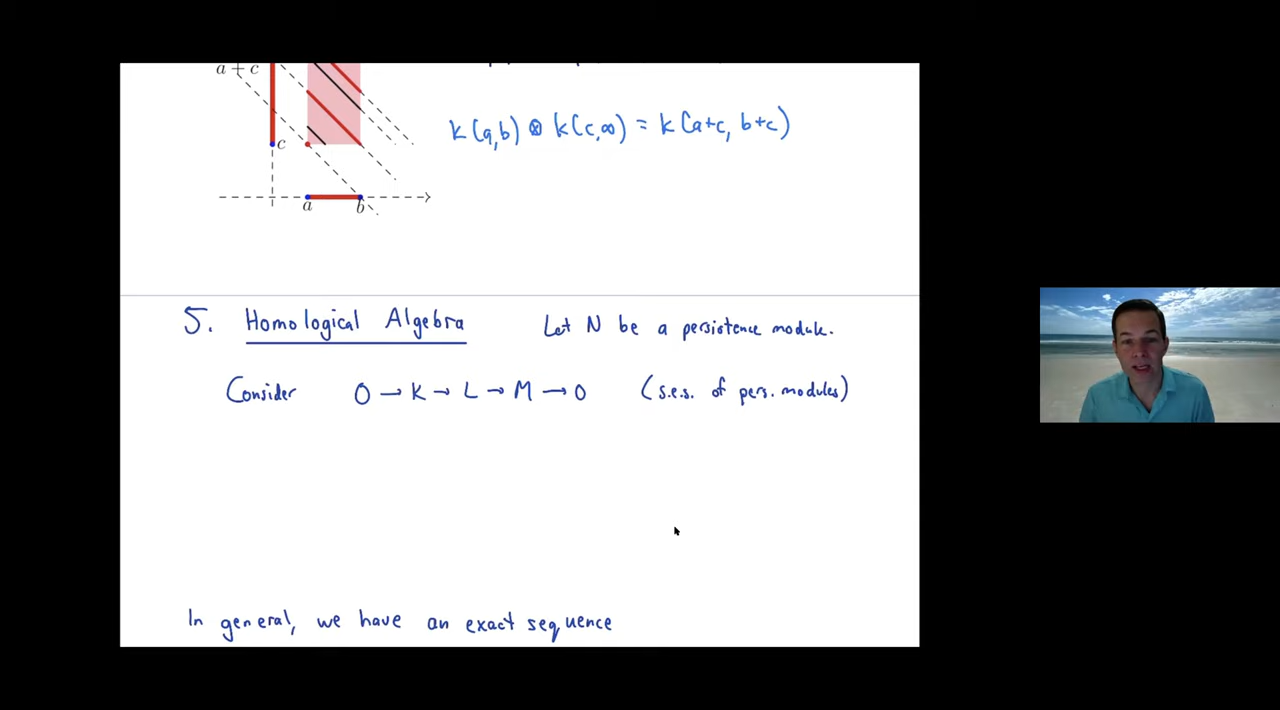 a + c
c
k(a,b) ⊗ k(c,∞) = k(a+c, b+c)
a
b
5. Homological Algebra Let N be a persistence module.
Consider 0 → K → L → M → 0 (s.e.s. of pers. modules)
In general, we have an exact sequence